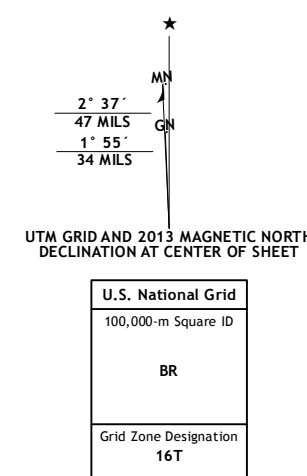 ★
MN
2° 37´
47 MILS
GN
1° 55´
34 MILS
UTM GRID AND 2013 MAGNETIC NORTH
DECLINATION AT CENTER OF SHEET
U.S. National Grid
100,000-m Square ID
BR
Grid Zone Designation
16T